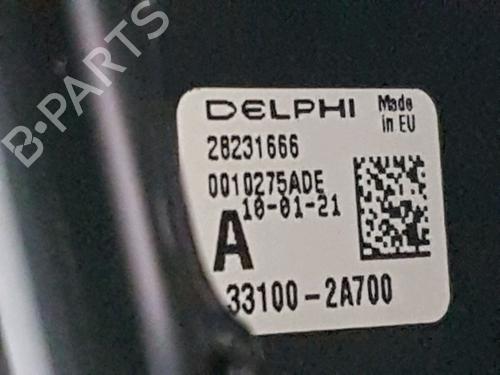 B-PARTS
DELPHI
Made
in EU
28231666
0010275ADE
10-01-21
A
33100-2A700